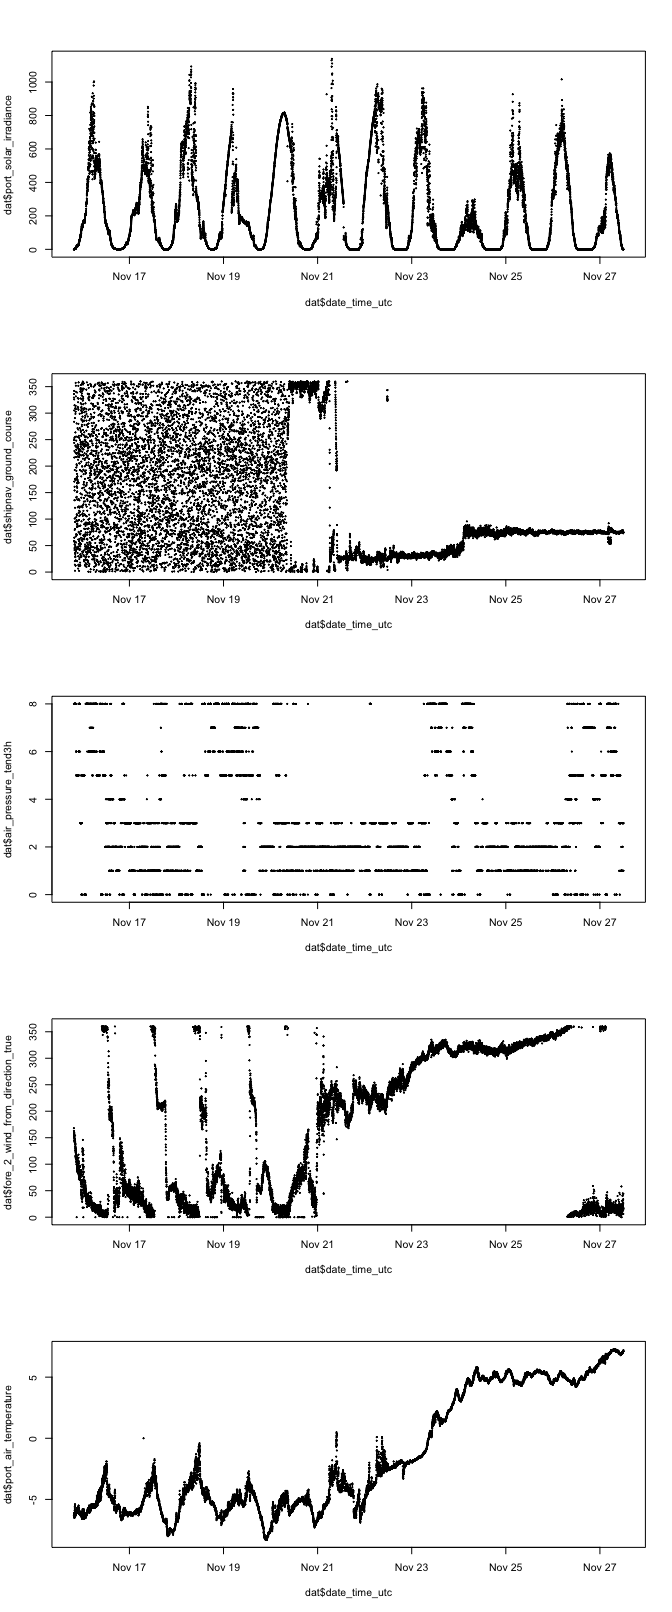 dat$port_solar_irradiance
0 200 400 600 800 1000
Nov 17 Nov 19 Nov 21 Nov 23 Nov 25 Nov 27
dat$date_time_utc
dat$shipnav_ground_course
0 50 100 150 200 250 300 350
Nov 17 Nov 19 Nov 21 Nov 23 Nov 25 Nov 27
dat$date_time_utc
dat$air_pressure_tend3h
0 2 4 6 8
Nov 17 Nov 19 Nov 21 Nov 23 Nov 25 Nov 27
dat$date_time_utc
dat$fore_2_wind_from_direction_true
0 50 100 150 200 250 300 350
Nov 17 Nov 19 Nov 21 Nov 23 Nov 25 Nov 27
dat$date_time_utc
dat$port_air_temperature
-5 0 5
Nov 17 Nov 19 Nov 21 Nov 23 Nov 25 Nov 27
dat$date_time_utc